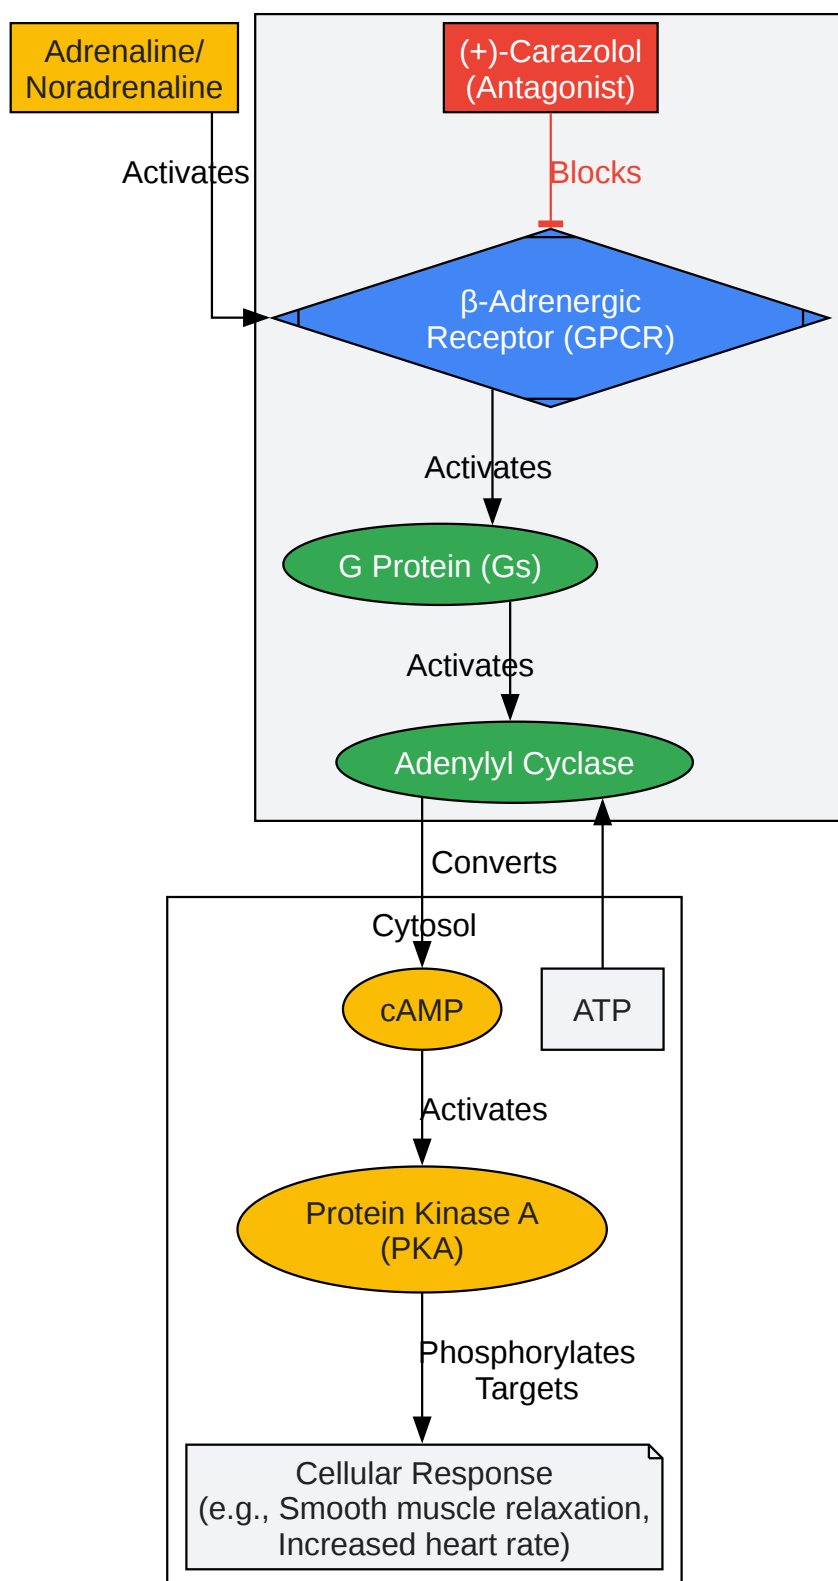 Adrenaline/
Noradrenaline
(+)-Carazolol
(Antagonist)
Activates
Blocks
β-Adrenergic
Receptor (GPCR)
Activates
G Protein (Gs)
Activates
Adenylyl Cyclase
Converts
Cytosol
cAMP
ATP
Activates
Protein Kinase A
(PKA)
Phosphorylates
Targets
Cellular Response
(e.g., Smooth muscle relaxation,
Increased heart rate)